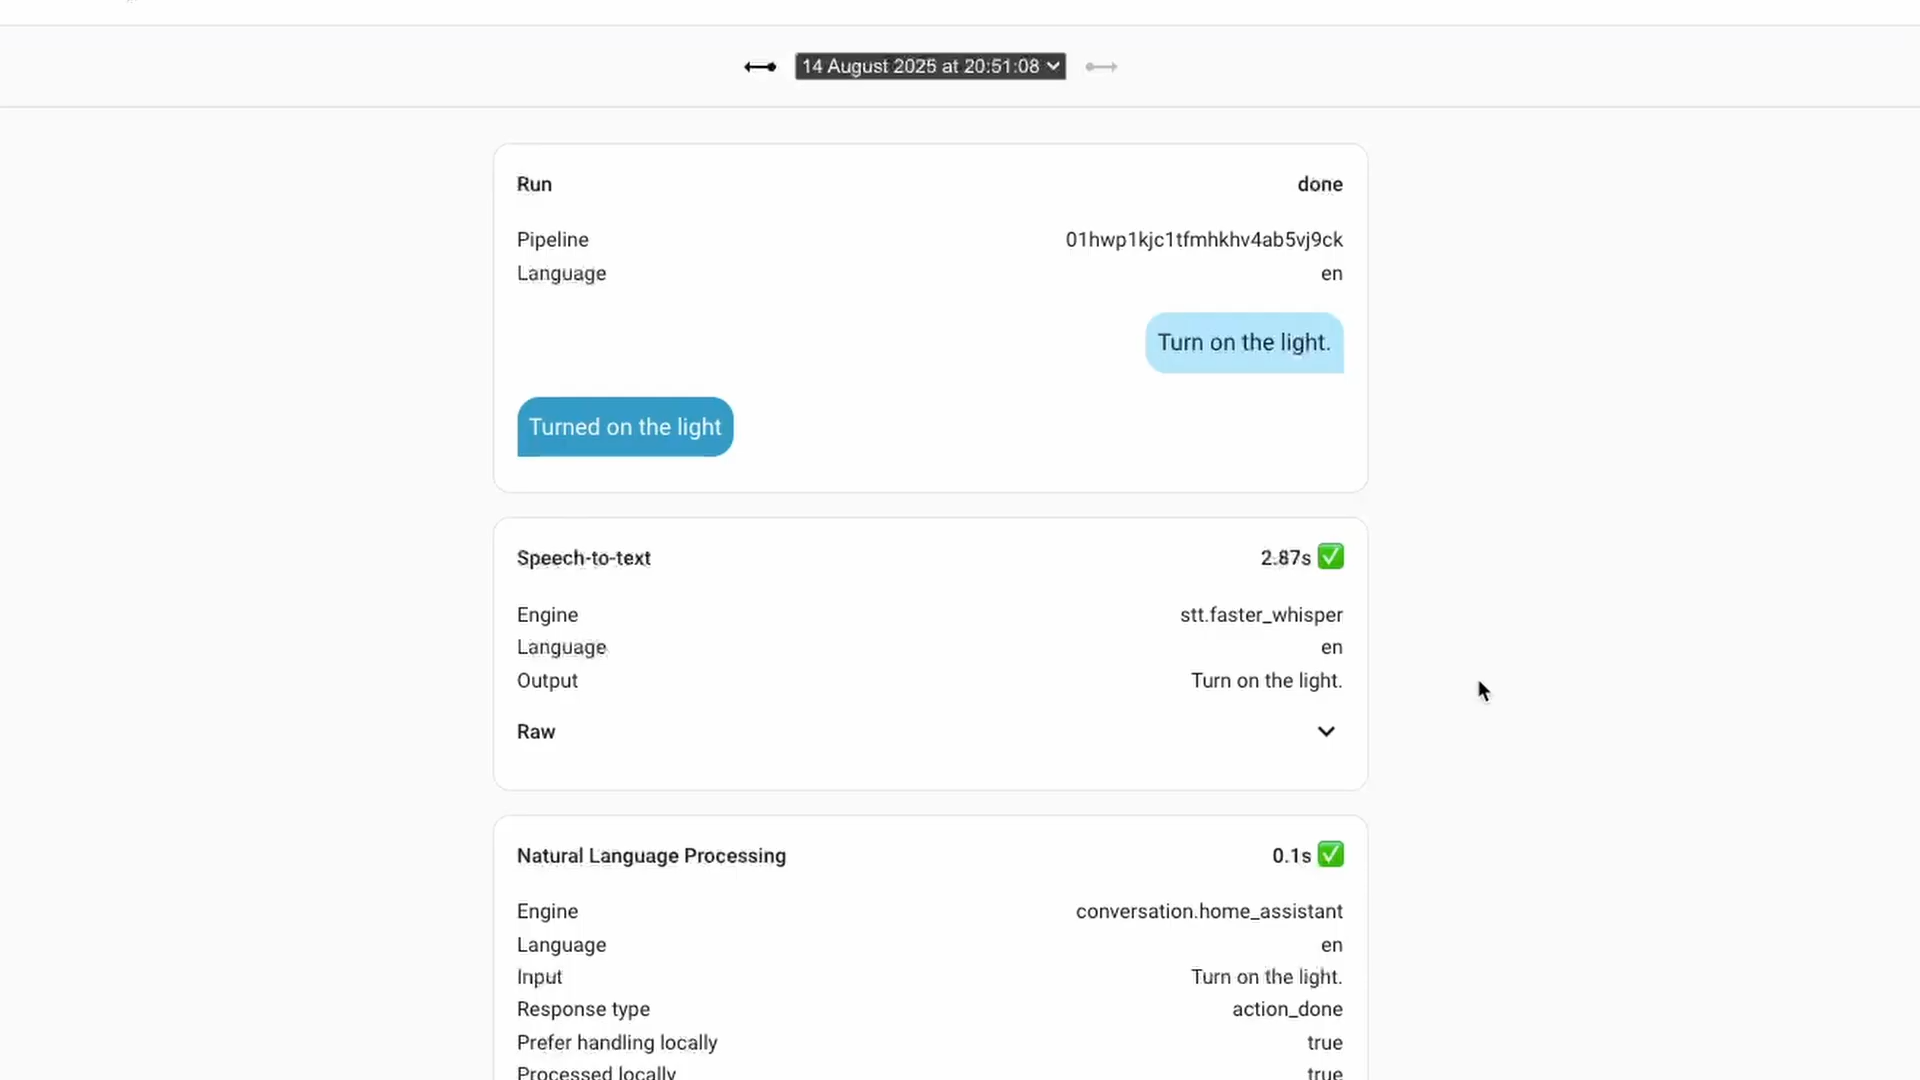 14 August 2025 at 20:51:08
Run done
Pipeline 01hwp1kjc1tfmhkhv4ab5vj9ck
Language en
Turn on the light.
Turned on the light
Speech-to-text 2.87s
Engine stt.faster_whisper
Language en
Output Turn on the light.
Raw
Natural Language Processing 0.1s
Engine conversation.home_assistant
Language en
Input Turn on the light.
Response type action_done
Prefer handling locally true
Processed locally true